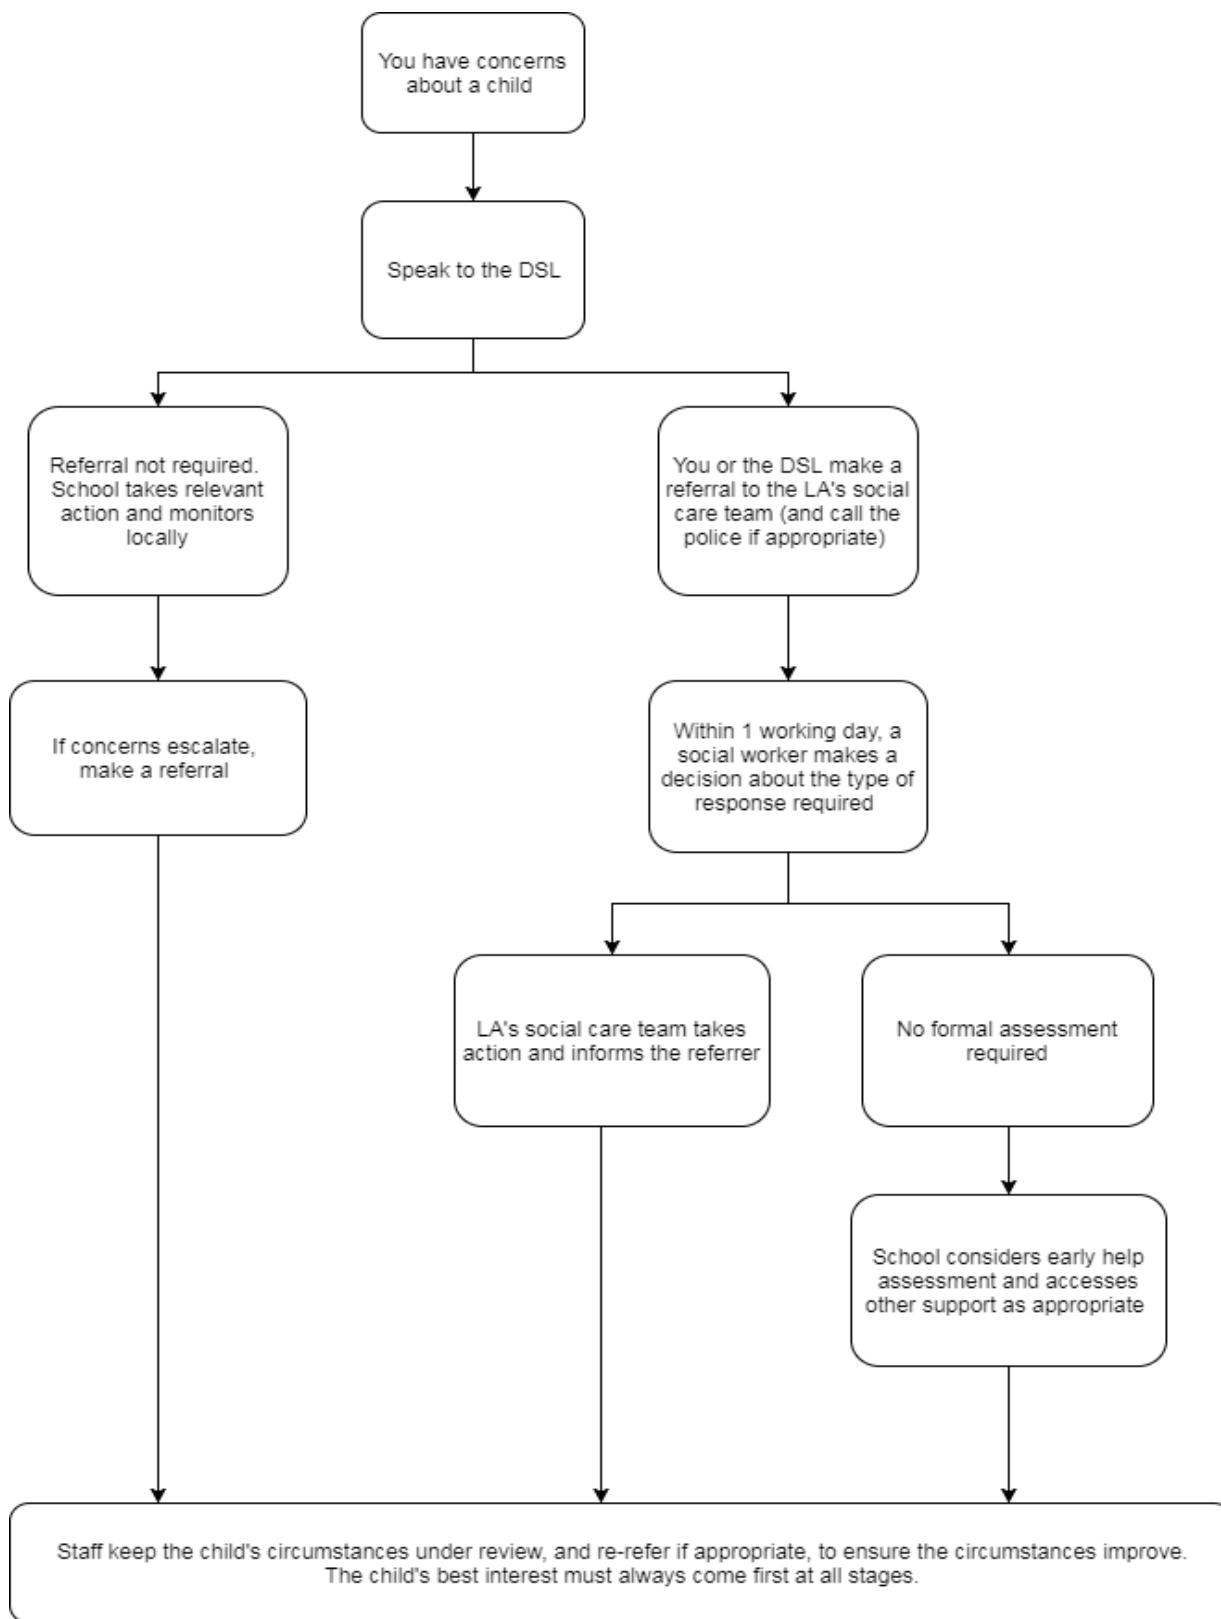 You have concerns
about a child
Speak to the DSL
Referral not required.
School takes relevant
action and monitors
locally
You or the DSL make a
referral to the LA's social
care team (and call the
police if appropriate)
If concerns escalate,
make a referral
Within 1 working day, a
social worker makes a
decision about the type of
response required
LA's social care team takes
action and informs the referrer
No formal assessment
required
School considers early help
assessment and accesses
other support as appropriate
Staff keep the child's circumstances under review, and re-refer if appropriate, to ensure the circumstances improve.
The child's best interest must always come first at all stages.